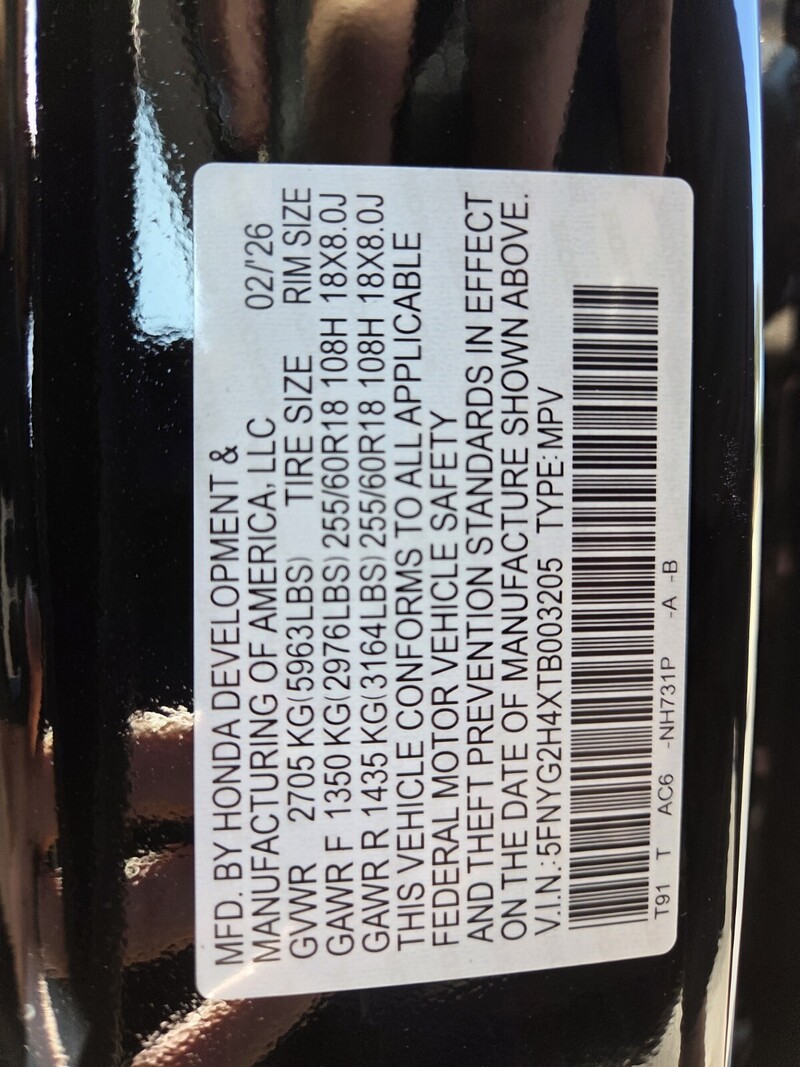 MFD. BY HONDA DEVELOPMENT &
MANUFACTURING OF AMERICA, LLC 02/'26
GVWR 2705 KG(5963LBS) TIRE SIZE RIM SIZE
GAWR F 1350 KG(2976LBS) 255/60R18 108H 18X8.0J
GAWR R 1435 KG(3164LBS) 255/60R18 108H 18X8.0J
THIS VEHICLE CONFORMS TO ALL APPLICABLE
FEDERAL MOTOR VEHICLE SAFETY
AND THEFT PREVENTION STANDARDS IN EFFECT
ON THE DATE OF MANUFACTURE SHOWN ABOVE.
V.I.N.:5FNYG2H4XTB003205 TYPE: MPV
T91 T AC6 -NH731P -A -B